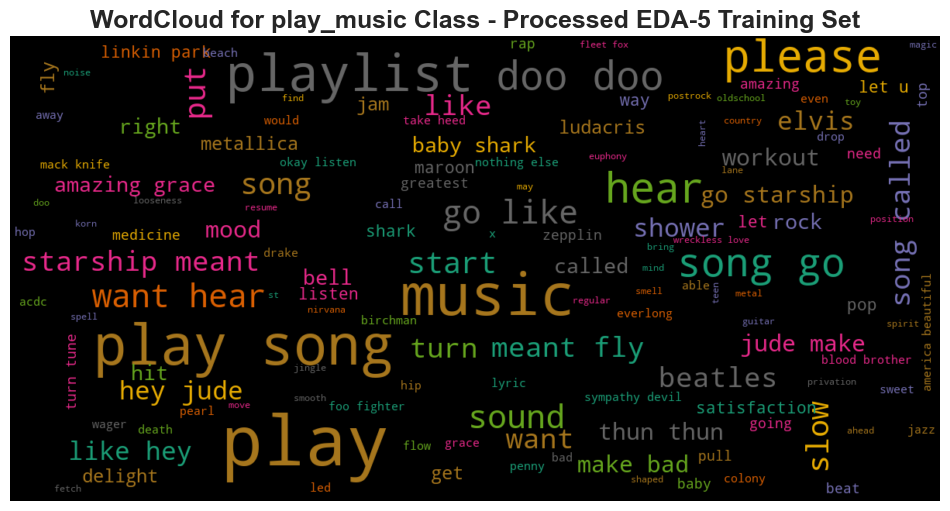 WordCloud for play_music Class - Processed EDA-5 Training Set
linkin park
beach
rap
fleet fox
magic
please
fly
noise
put
playlist
doo doo
find
like
way
postrock
amazing
oldschool
even
toy
let u
top
away
right
jam
would
take heed
ludacris
heart
country
elvis
drop
metallica
baby shark
mack knife
okay listen
nothing else
euphony
workout
need
lane
song called
amazing grace
song
maroon
greatest
may
hear
go starship
doo
looseness
resume
call
go like
position
hop
korn
medicine
mood
shark
x
zepplin
shower
let
rock
wreckless love
bring
starship meant
drake
start
called
mind
song go
able
bell
want hear
listen
st
music
regular
smell
teen
metal
pop
acdc
nirvana
everlong
spell
birchman
guitar
spirit
america beautiful
play song
turn
meant fly
jude make
blood brother
turn tune
hit
jingle
beatles
privation
hey jude
hip
lyric
sympathy devil
sweet
pearl
move
smooth
foo fighter
satisfaction
wager
death
play
sound
slow
going
ahead
jazz
like hey
flow
grace
want
thun thun
bad
pull
delight
get
penny
make bad
shaped
colony
baby
fetch
led
beat